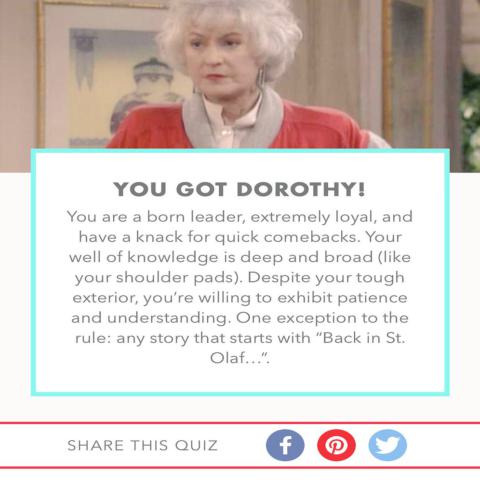 YOU GOT DOROTHY!
You are a born leader, extremely loyal, and
have a knack for quick comebacks. Your
well of knowledge is deep and broad (like
your shoulder pads). Despite your tough
exterior, you’re willing to exhibit patience
and understanding. One exception to the
rule: any story that starts with “Back in St.
Olaf...”.
SHARE THIS QUIZ